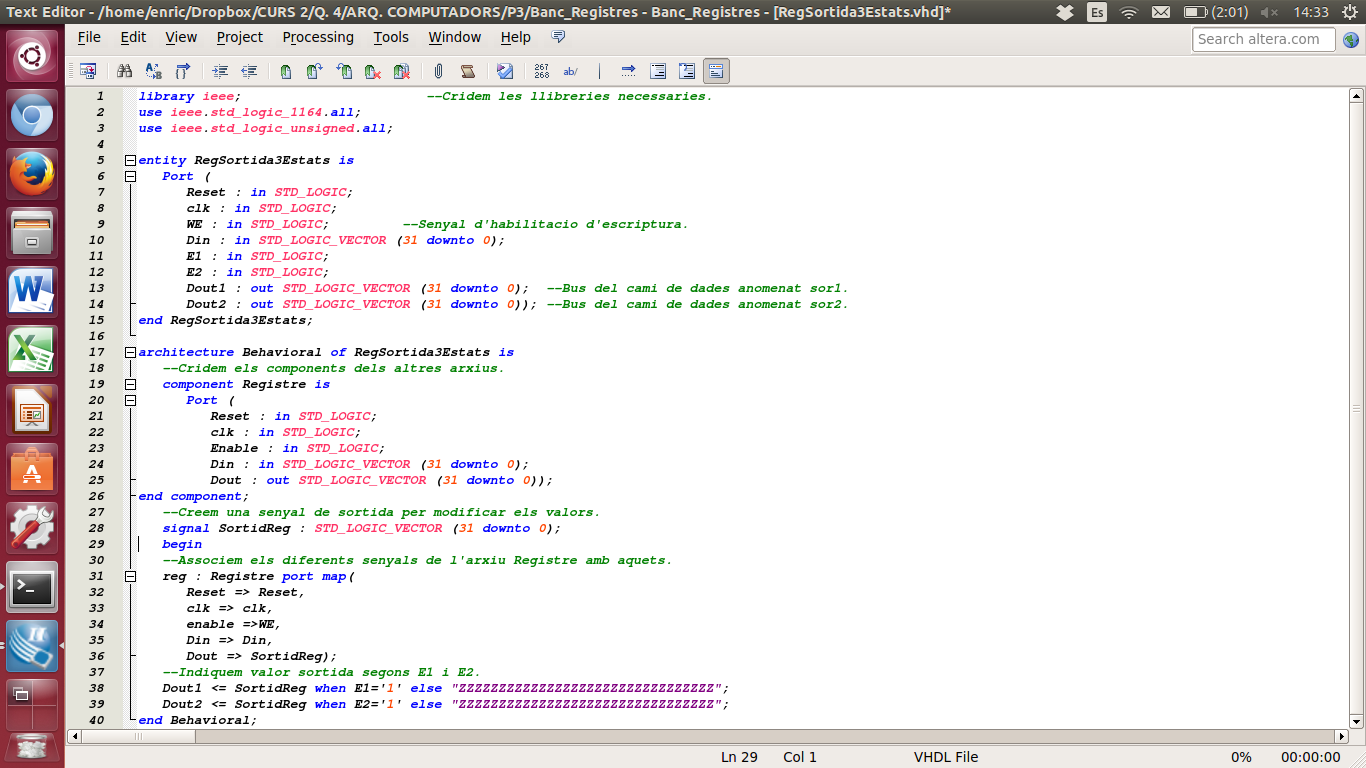 Text Editor - /home/enric/Dropbox/CURS 2/Q. 4/ARQ. COMPUTADORS/P3/Banc_Registres - Banc_Registres - [RegSortida3Estats.vhd]*
Es
(2:01)
14:33
File Edit View Project Processing Tools Window Help
Search altera.com
267
268
ab/
1 library ieee; --Cridem les llibreries necessaries.
2 use ieee.std_logic_1164.all;
3 use ieee.std_logic_unsigned.all;
4
5 entity RegSortida3Estats is
6 Port (
7 Reset : in STD_LOGIC;
8 clk : in STD_LOGIC;
9 WE : in STD_LOGIC; --Senyal d'habilitacio d'escriptura.
10 Din : in STD_LOGIC_VECTOR (31 downto 0);
11 E1 : in STD_LOGIC;
12 E2 : in STD_LOGIC;
13 Dout1 : out STD_LOGIC_VECTOR (31 downto 0); --Bus del cami de dades anomenat sor1.
14 Dout2 : out STD_LOGIC_VECTOR (31 downto 0)); --Bus del cami de dades anomenat sor2.
15 end RegSortida3Estats;
16
17 architecture Behavioral of RegSortida3Estats is
18 --Cridem els components dels altres arxius.
19 component Registre is
20 Port (
21 Reset : in STD_LOGIC;
22 clk : in STD_LOGIC;
23 Enable : in STD_LOGIC;
24 Din : in STD_LOGIC_VECTOR (31 downto 0);
25 Dout : out STD_LOGIC_VECTOR (31 downto 0));
26 end component;
27 --Creem una senyal de sortida per modificar els valors.
28 signal SortidReg : STD_LOGIC_VECTOR (31 downto 0);
29 begin
30 --Associem els diferents senyals de l'arxiu Registre amb aquets.
31 reg : Registre port map(
32 Reset => Reset,
33 clk => clk,
34 enable =>WE,
35 Din => Din,
36 Dout => SortidReg);
37 --Indiquem valor sortida segons E1 i E2.
38 Dout1 <= SortidReg when E1='1' else "ZZZZZZZZZZZZZZZZZZZZZZZZZZZZZZZZ";
39 Dout2 <= SortidReg when E2='1' else "ZZZZZZZZZZZZZZZZZZZZZZZZZZZZZZZZ";
40 end Behavioral;
Ln 29 Col 1 VHDL File 0% 00:00:00